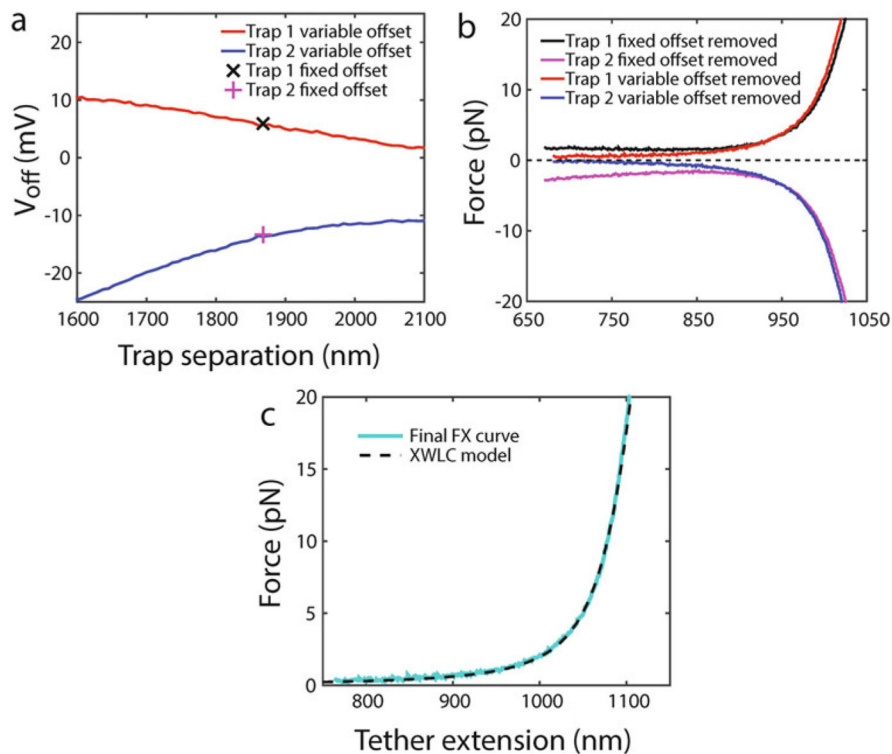 a
25
20
10
0
-10
-20
V_off (mV)
Trap 1 variable offset
Trap 2 variable offset
Trap 1 fixed offset
Trap 2 fixed offset
1600 1700 1800 1900 2000 2100
Trap separation (nm)
b
20
10
0
-10
-20
Force (pN)
Trap 1 fixed offset removed
Trap 2 fixed offset removed
Trap 1 variable offset removed
Trap 2 variable offset removed
650 750 850 950 1050
c
20
15
10
5
0
Force (pN)
Final FX curve
XWLC model
800 900 1000 1100
Tether extension (nm)